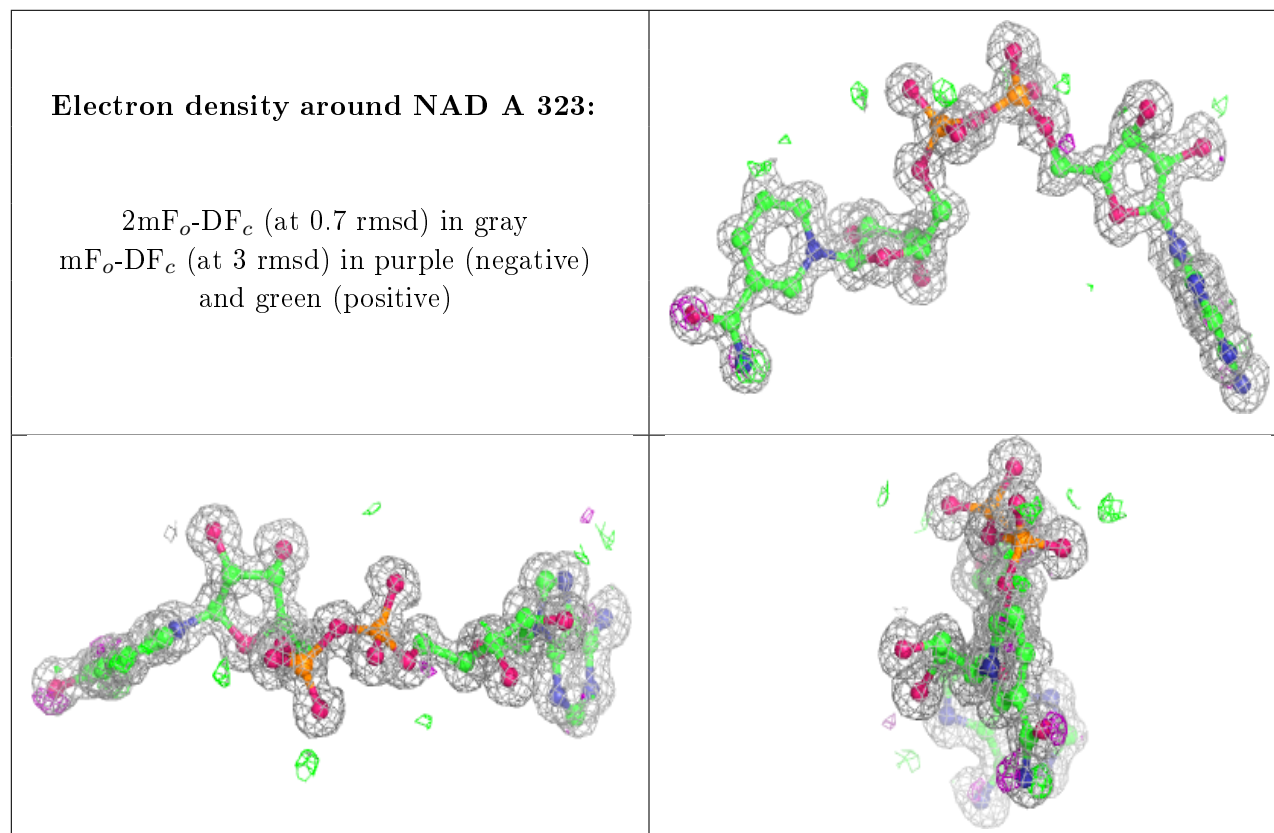 Electron density around NAD A 323:
2mFo-DFc (at 0.7 rmsd) in gray
mFo-DFc (at 3 rmsd) in purple (negative)
and green (positive)